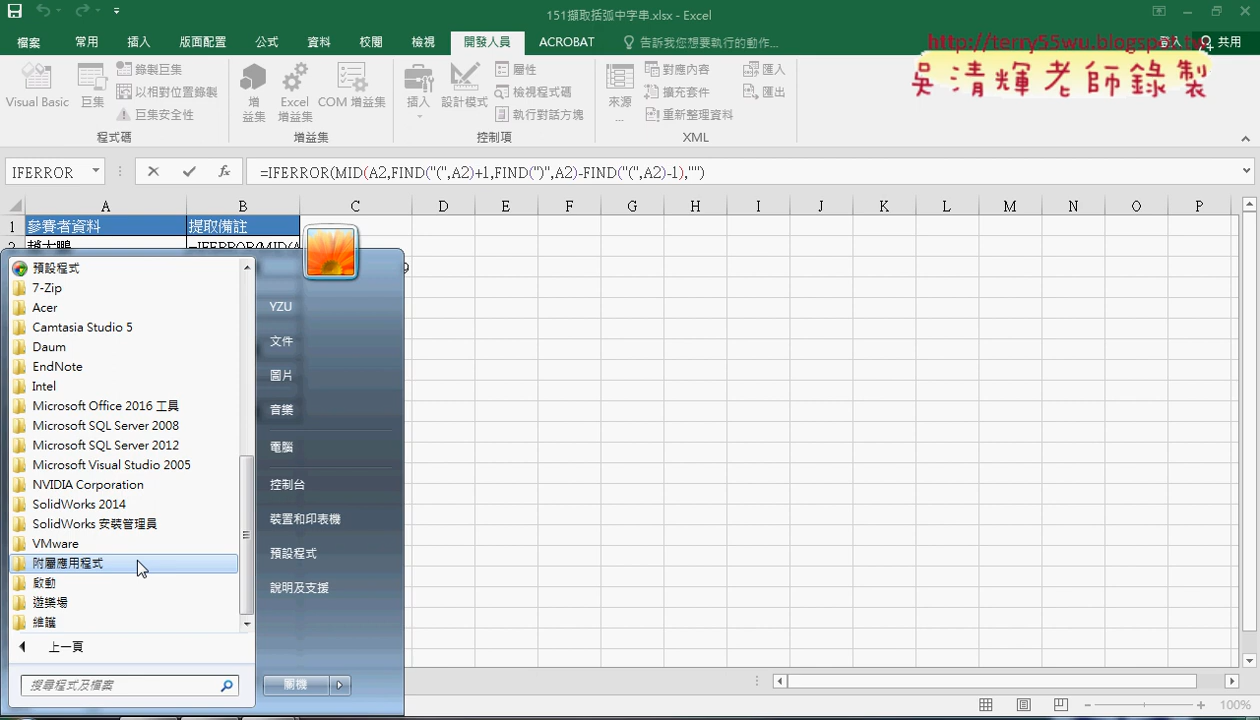 151擷取括弧中字串.xlsx - Excel
檔案 常用 插入 版面配置 公式 資料 校閱 檢視 開發人員 ACROBAT 告訴我您想要執行的動作... 登入 共用
http://terry55wu.blogspot.tw
吳清輝老師錄製
Visual Basic 巨集 錄製巨集 以相對位置錄製 巨集安全性 程式碼
增益集 Excel 增益集 COM 增益集 增益集
插入 設計模式 屬性 檢視程式碼 執行對話方塊 控制項
來源... 對應內容 擴充套件 重新整理資料 匯入 匯出 XML
IFERROR =IFERROR(MID(A2,FIND("(",A2)+1,FIND(")",A2)-FIND("(",A2)-1),"")
A B C D E F G H I J K L M N O P
1 參賽者資料 提取備註
2 趙大鵬 =IFERROR(MID(A
9
預設程式
7-Zip
Acer
Camtasia Studio 5
Daum
EndNote
Intel
Microsoft Office 2016 工具
Microsoft SQL Server 2008
Microsoft SQL Server 2012
Microsoft Visual Studio 2005
NVIDIA Corporation
SolidWorks 2014
SolidWorks 安裝管理員
VMware
附屬應用程式
啟動
遊樂場
維護
上一頁
搜尋程式及檔案
YZU
文件
圖片
音樂
電腦
控制台
裝置和印表機
預設程式
說明及支援
關機
100%